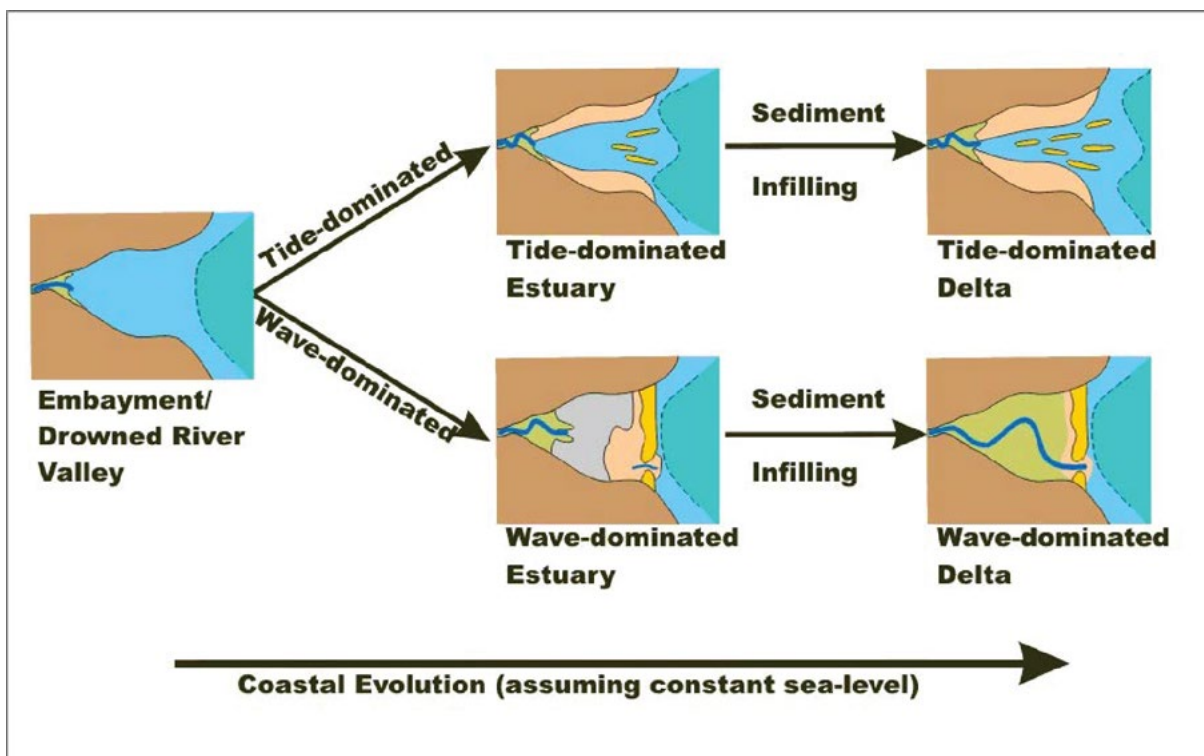 Tide-dominated
Wave-dominated
Embayment/
Drowned River
Valley
Tide-dominated
Estuary
Sediment
Infilling
Tide-dominated
Delta
Wave-dominated
Estuary
Sediment
Infilling
Wave-dominated
Delta
Coastal Evolution (assuming constant sea-level)